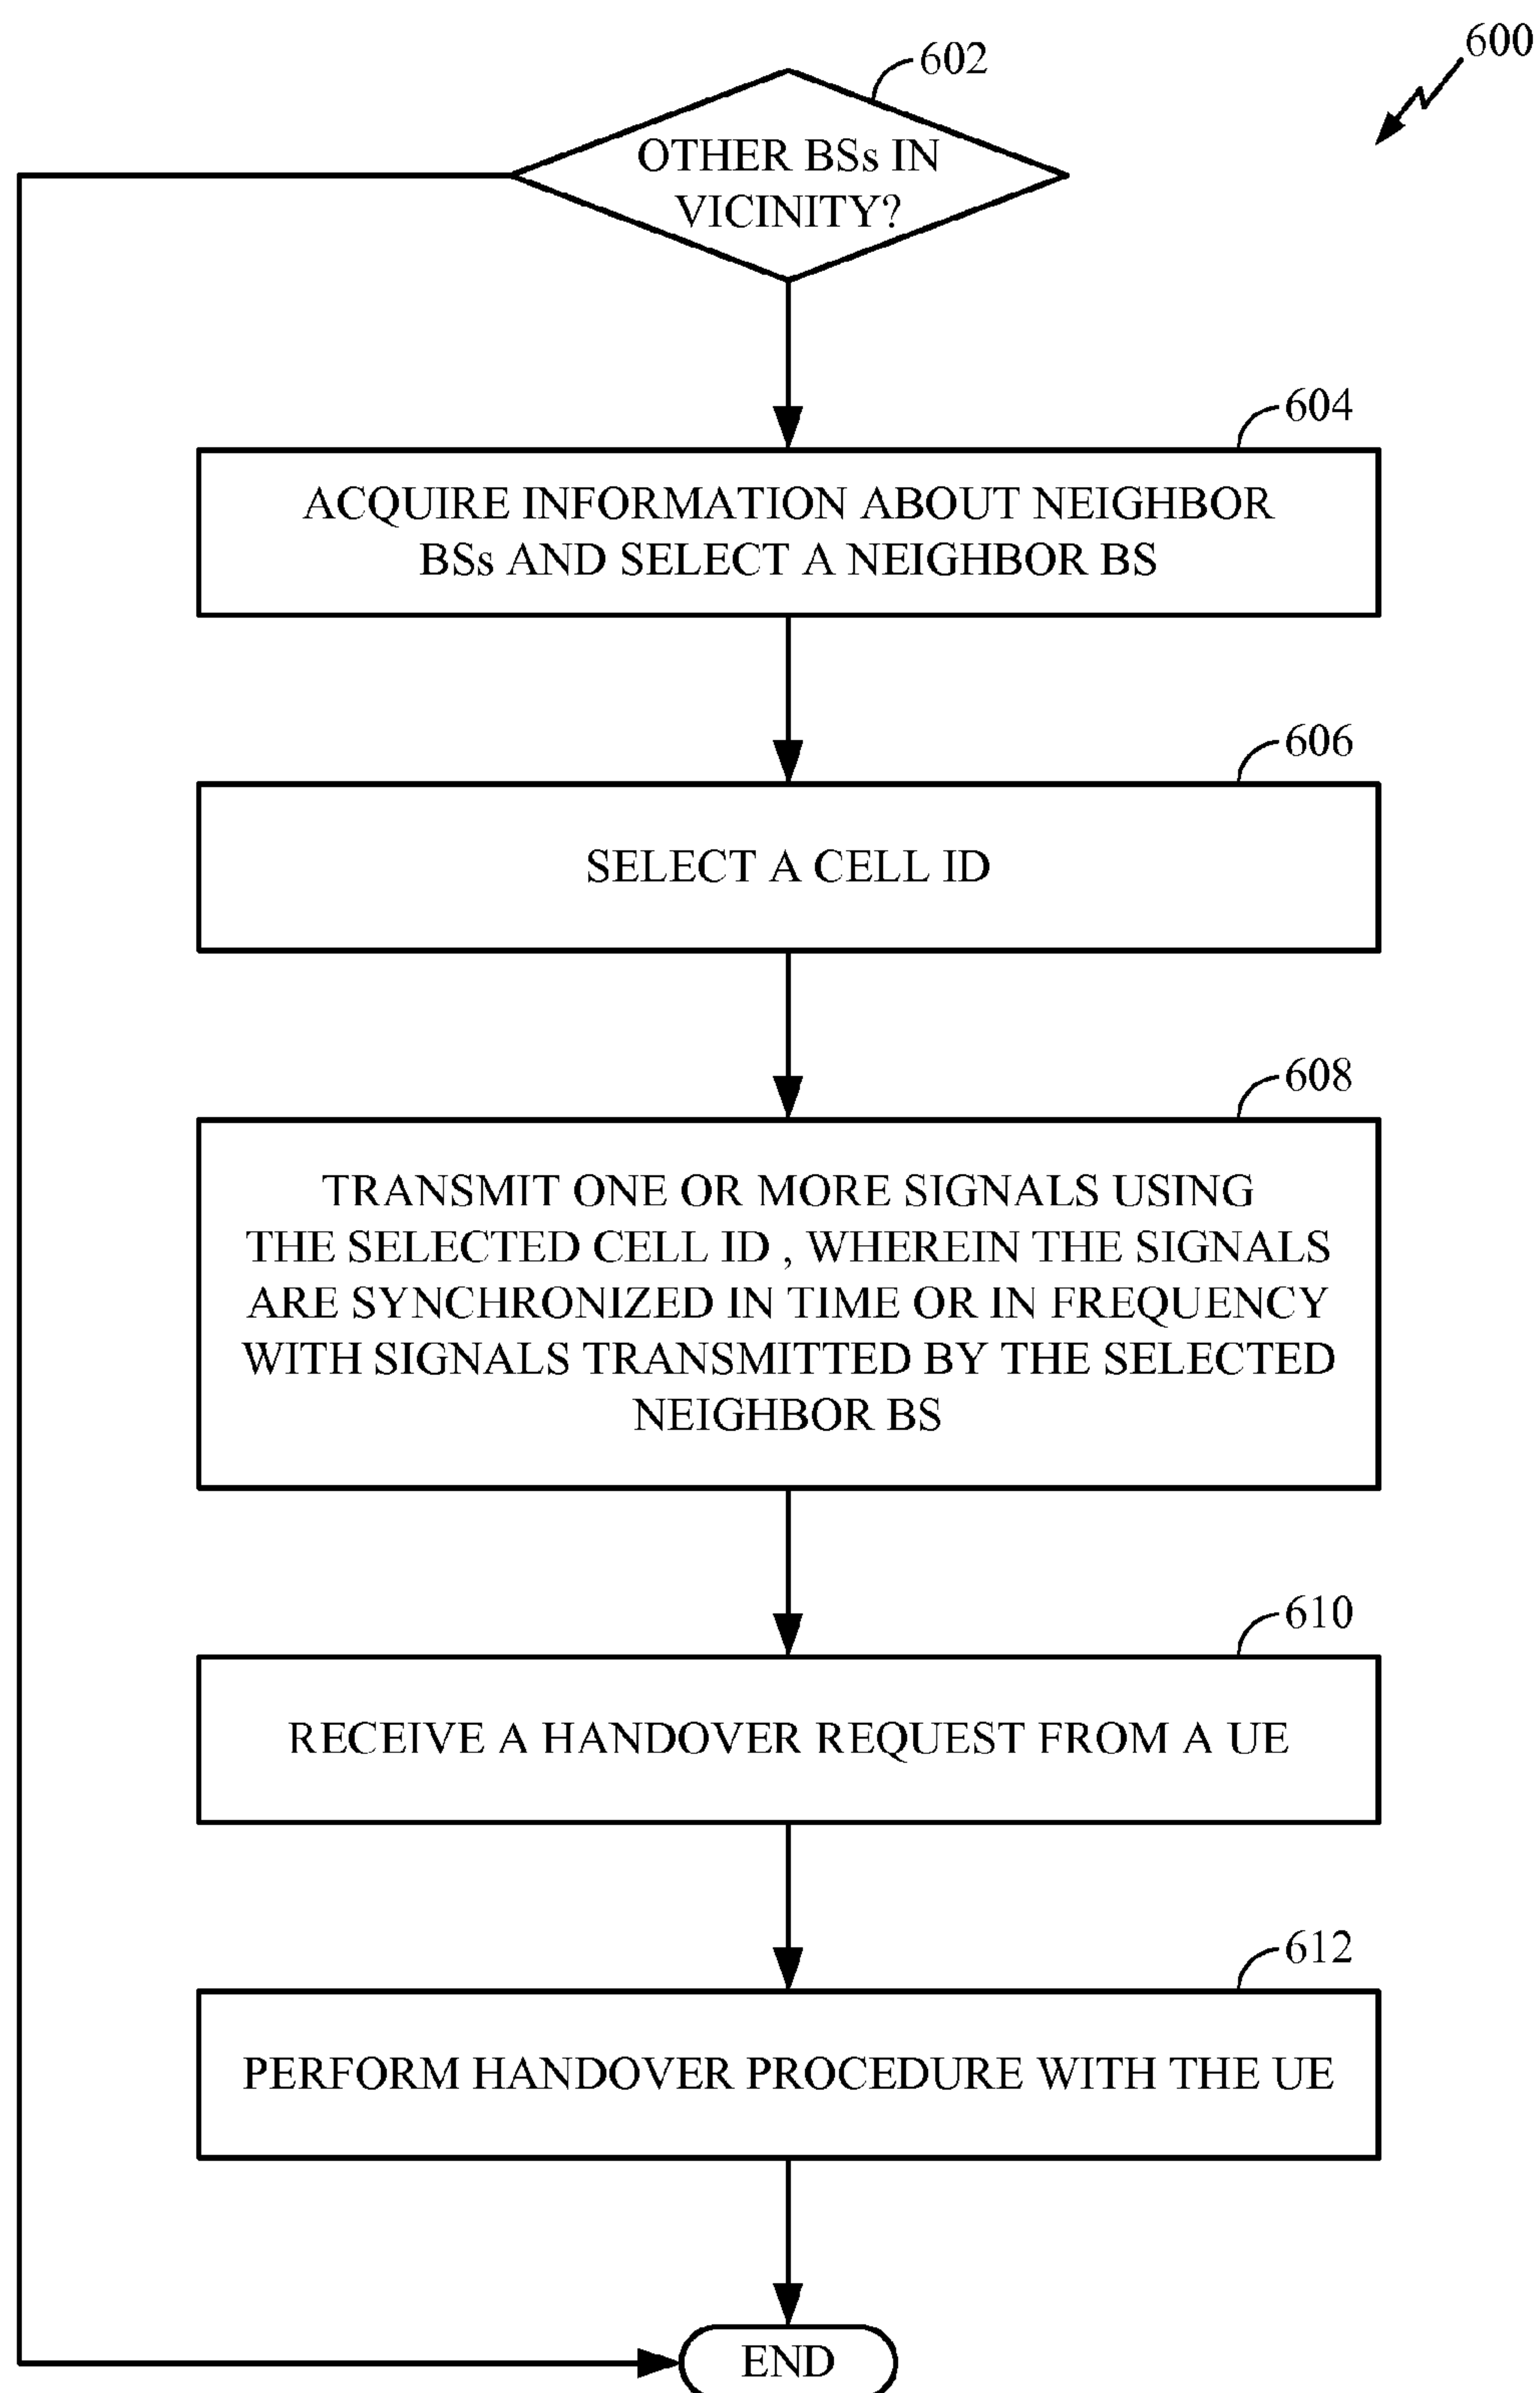 600
602
OTHER BSs IN
VICINITY?
604
ACQUIRE INFORMATION ABOUT NEIGHBOR
BSs AND SELECT A NEIGHBOR BS
606
SELECT A CELL ID
608
TRANSMIT ONE OR MORE SIGNALS USING
THE SELECTED CELL ID , WHEREIN THE SIGNALS
ARE SYNCHRONIZED IN TIME OR IN FREQUENCY
WITH SIGNALS TRANSMITTED BY THE SELECTED
NEIGHBOR BS
610
RECEIVE A HANDOVER REQUEST FROM A UE
612
PERFORM HANDOVER PROCEDURE WITH THE UE
END